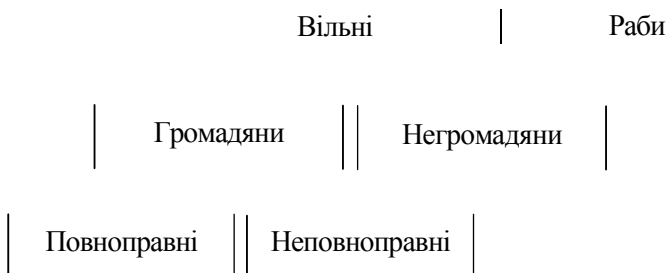 Вільні Раби
Громадяни Негромадяни
Повноправні Неповноправні